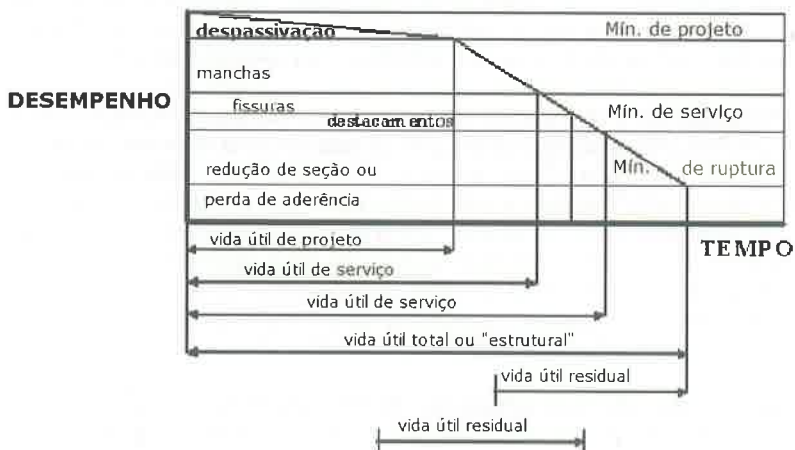 despassivação Mín. de projeto
manchas
DESEMPENHO
fissuras
destacamentos Mín. de serviço
redução de seção ou Mín. de ruptura
perda de aderência
vida útil de projeto
TEMPO
vida útil de serviço
vida útil de serviço
vida útil total ou "estrutural"
vida útil residual
vida útil residual